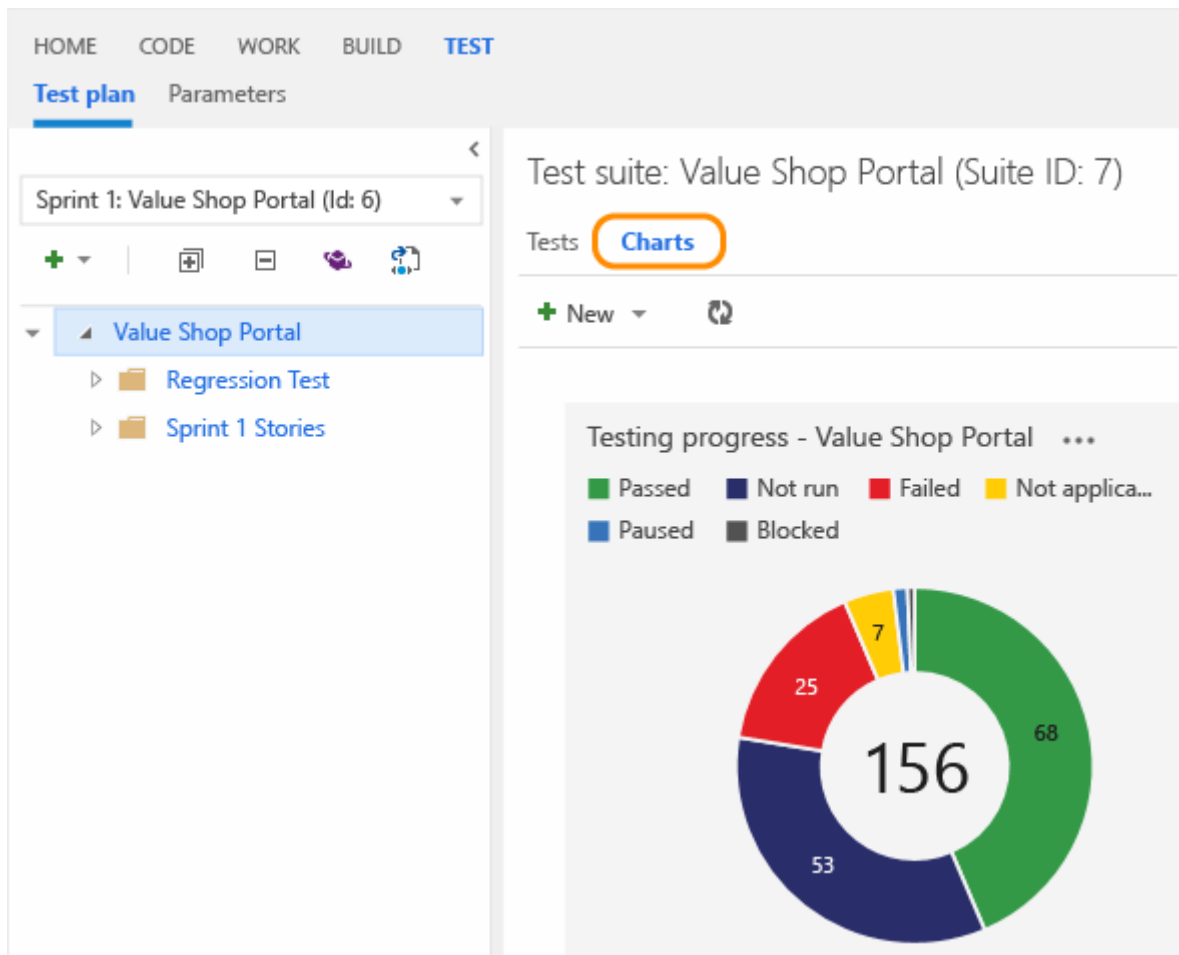 HOME CODE WORK BUILD TEST
Test plan Parameters
Sprint 1: Value Shop Portal (Id: 6)
Value Shop Portal
Regression Test
Sprint 1 Stories
Test suite: Value Shop Portal (Suite ID: 7)
Tests Charts
New
Testing progress - Value Shop Portal ...
Passed Not run Failed Not applica...
Paused Blocked
7
25
68
156
53